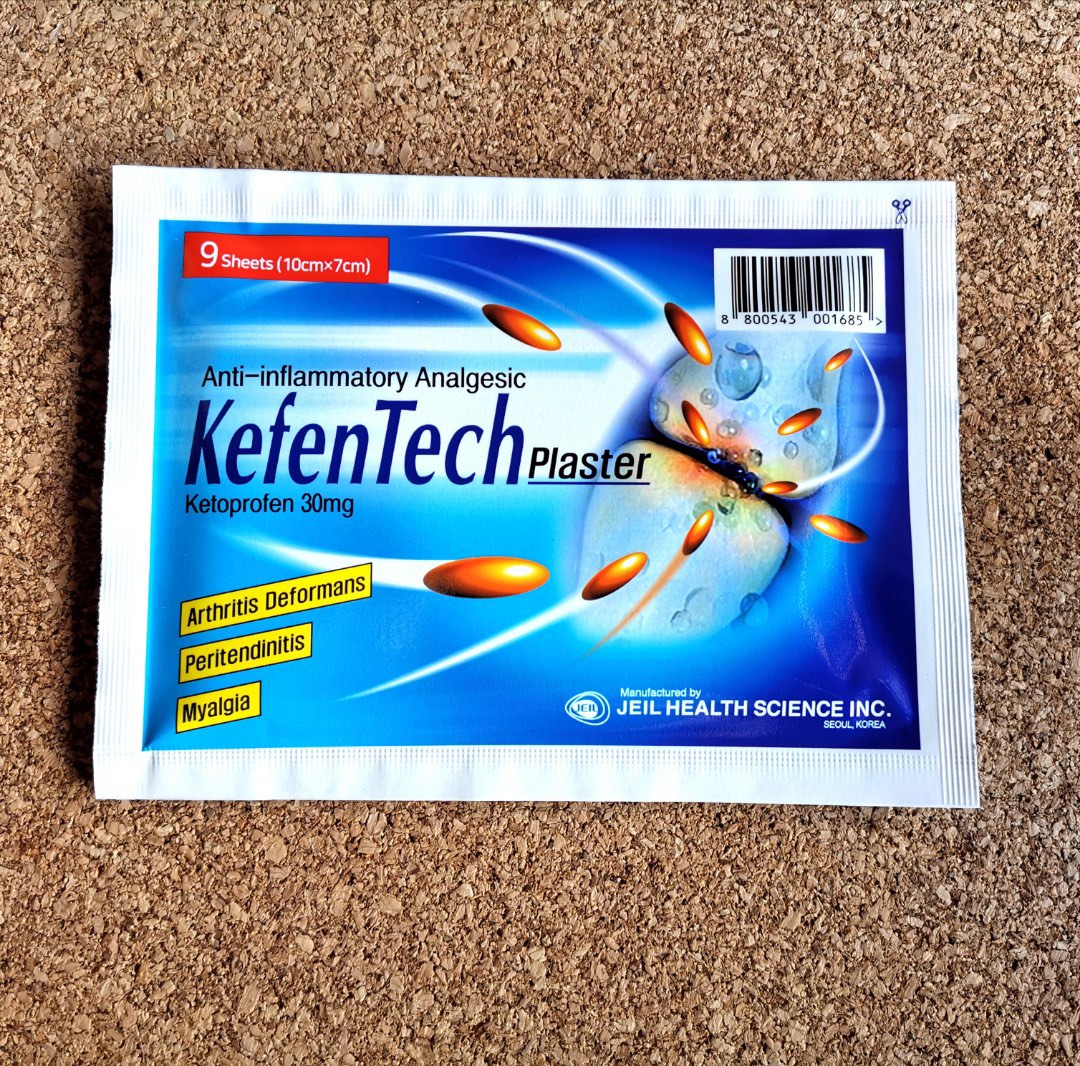 9 Sheets (10cm×7cm)
8 800543 001685 >
Anti-inflammatory Analgesic
KefenTech Plaster
Ketoprofen 30mg
Arthritis Deformans
Peritendinitis
Myalgia
Manufactured by
JEIL JEIL HEALTH SCIENCE INC.
SEOUL, KOREA